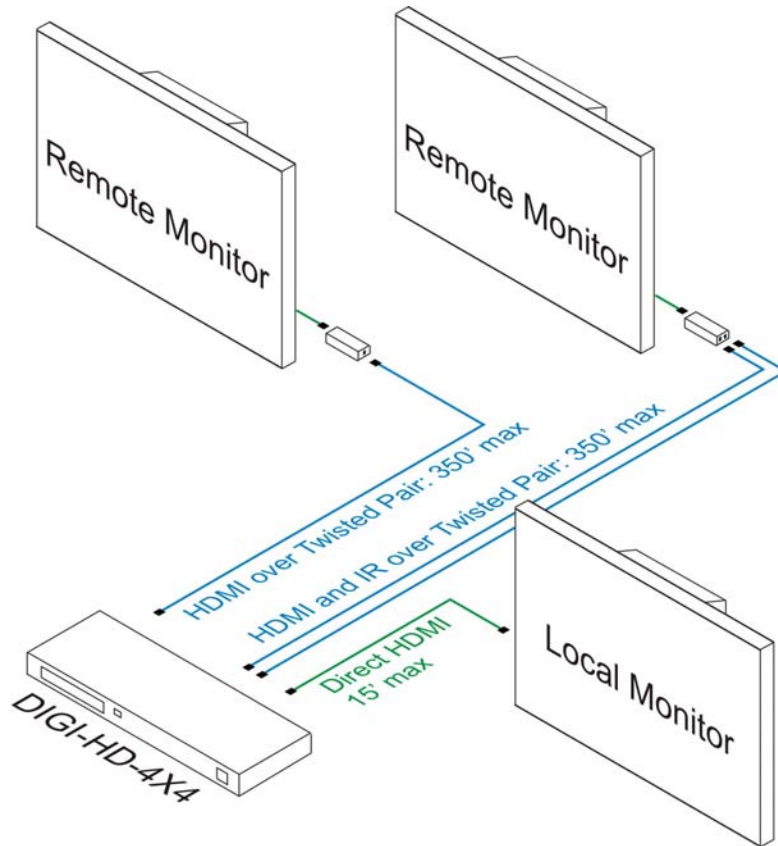 Remote Monitor
Remote Monitor
HDMI over Twisted Pair: 350' max
HDMI and IR over Twisted Pair: 350' max
Direct HDMI
15' max
Local Monitor
DIGI-HD-4X4